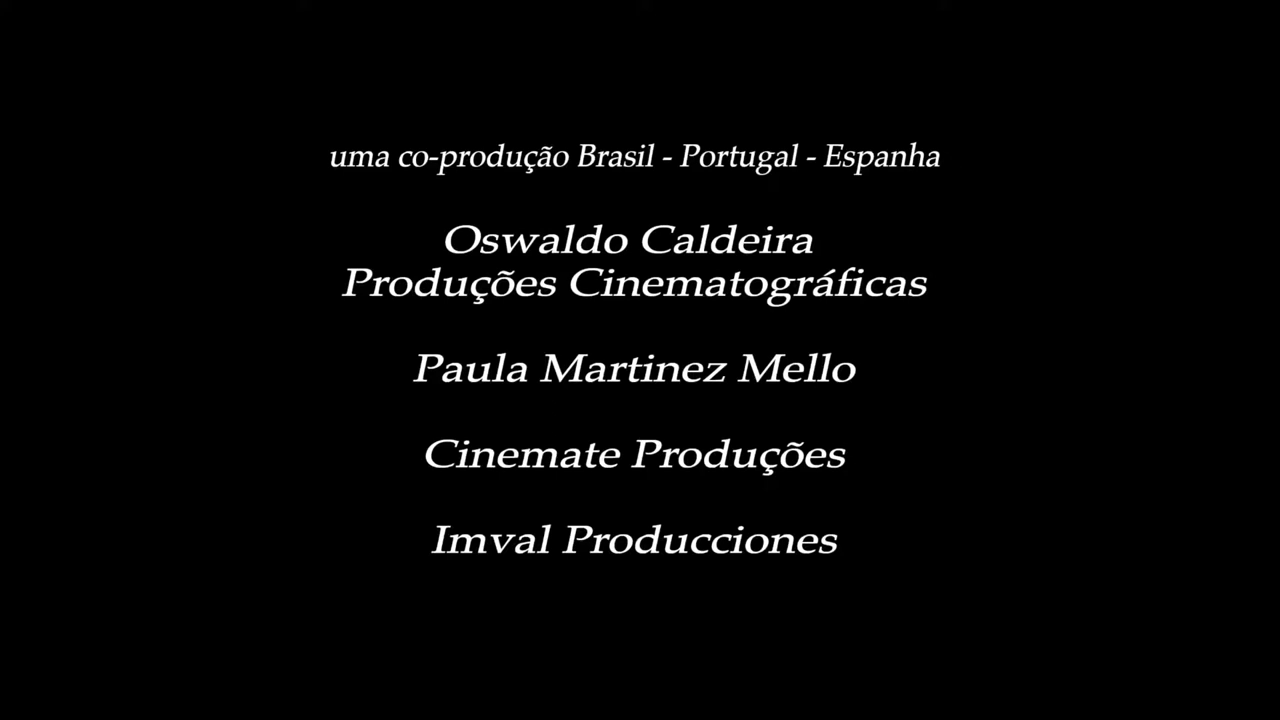 uma co-produção Brasil - Portugal - Espanha
Oswaldo Caldeira
Produções Cinematográficas
Paula Martinez Mello
Cinemate Produções
Imval Producciones